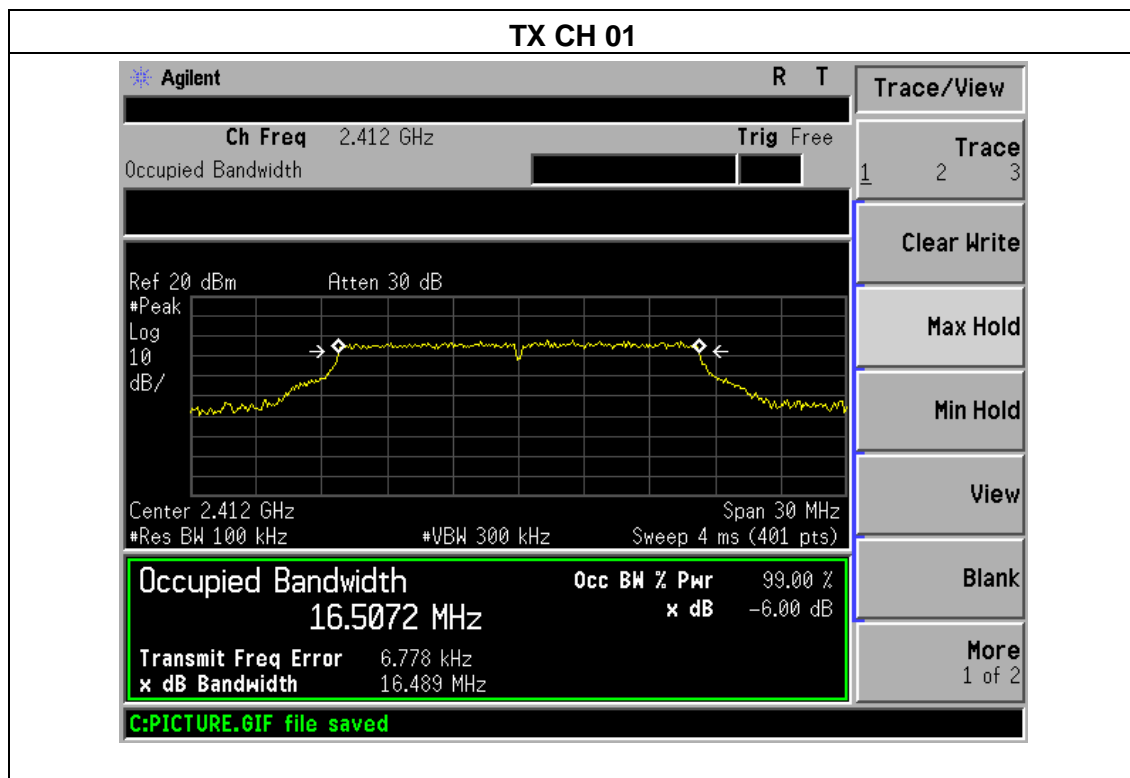 TX CH 01
Agilent R T
Ch Freq 2.412 GHz Trig Free
Occupied Bandwidth
Ref 20 dBm Atten 30 dB
#Peak
Log
10
dB/
Center 2.412 GHz Span 30 MHz
#Res BW 100 kHz #VBW 300 kHz Sweep 4 ms (401 pts)
Occupied Bandwidth Occ BW % Pwr 99.00 %
16.5072 MHz x dB -6.00 dB
Transmit Freq Error 6.778 kHz
x dB Bandwidth 16.489 MHz
C:PICTURE.GIF file saved
Trace/View
Trace
1 2 3
Clear Write
Max Hold
Min Hold
View
Blank
More
1 of 2